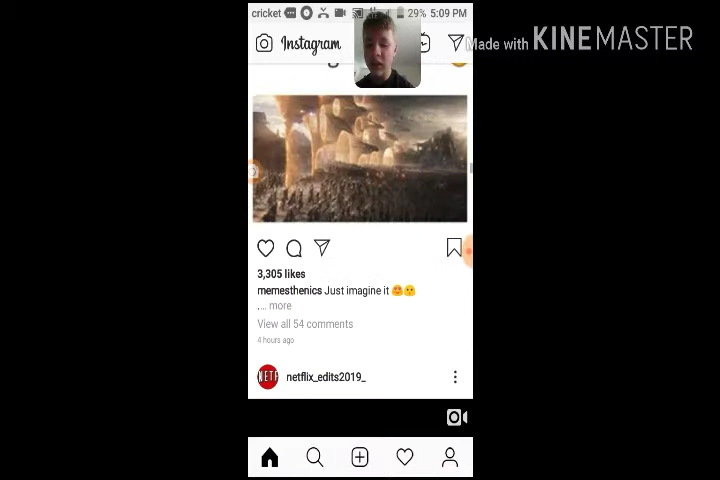 cricket 29% 5:09 PM
Instagram
Made with KINEMASTER
3,305 likes
memesthenics Just imagine it 😍😗
.... more
View all 54 comments
4 hours ago
NETF netflix_edits2019_